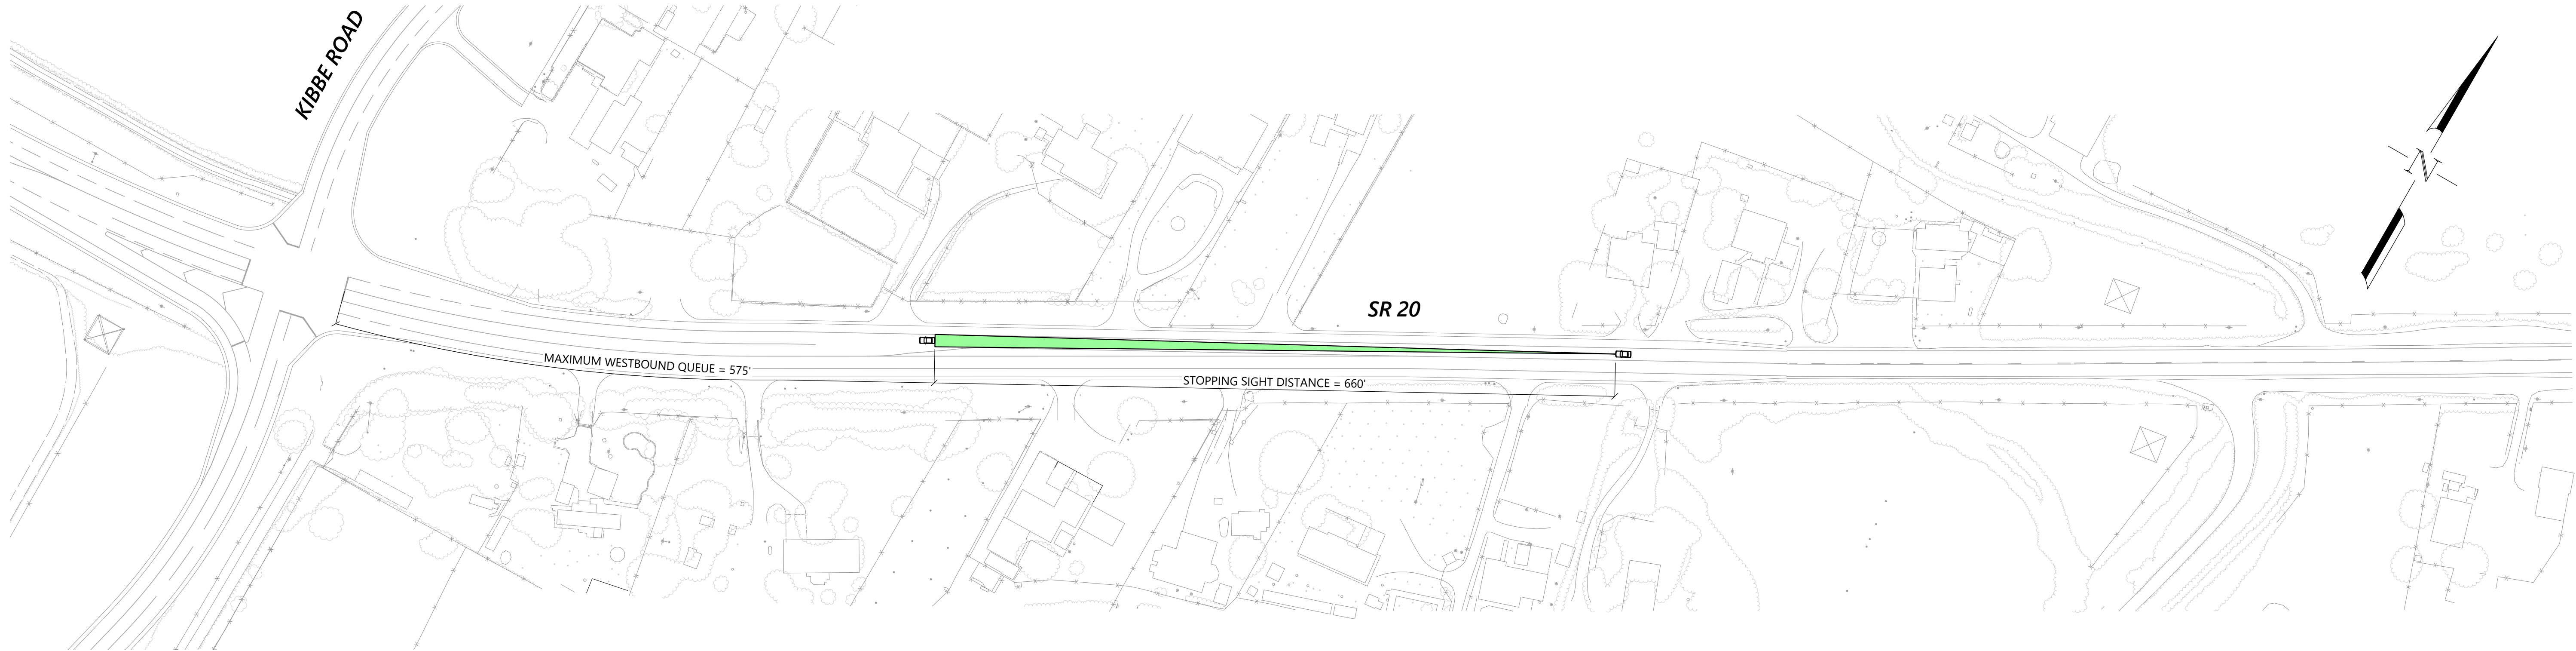 KIBBE ROAD
N
SR 20
MAXIMUM WESTBOUND QUEUE = 575'
STOPPING SIGHT DISTANCE = 660'